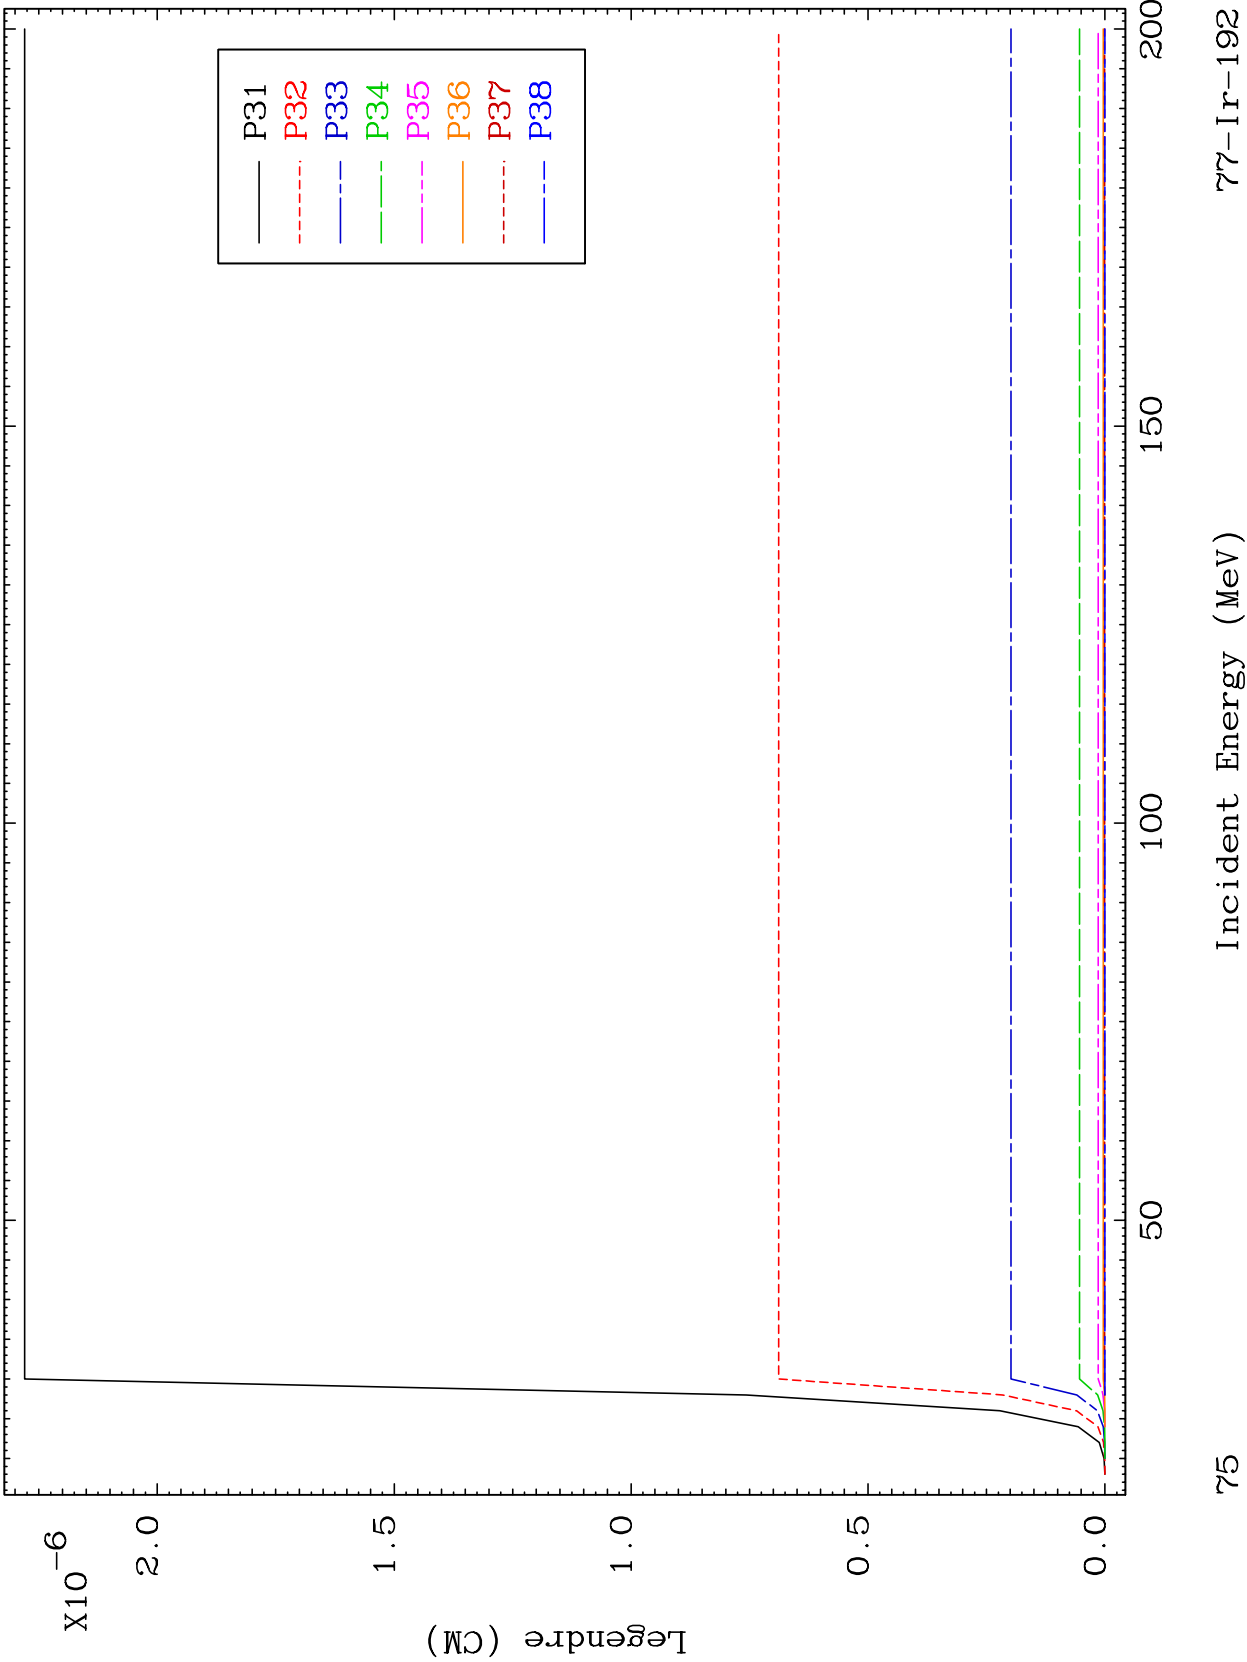 X10-6
2.0
1.5
1.0
0.5
0.0
Legendre (CM)
P31
P32
P33
P34
P35
P36
P37
P38
50
100
150
200
75
Incident Energy (MeV)
77-Ir-192